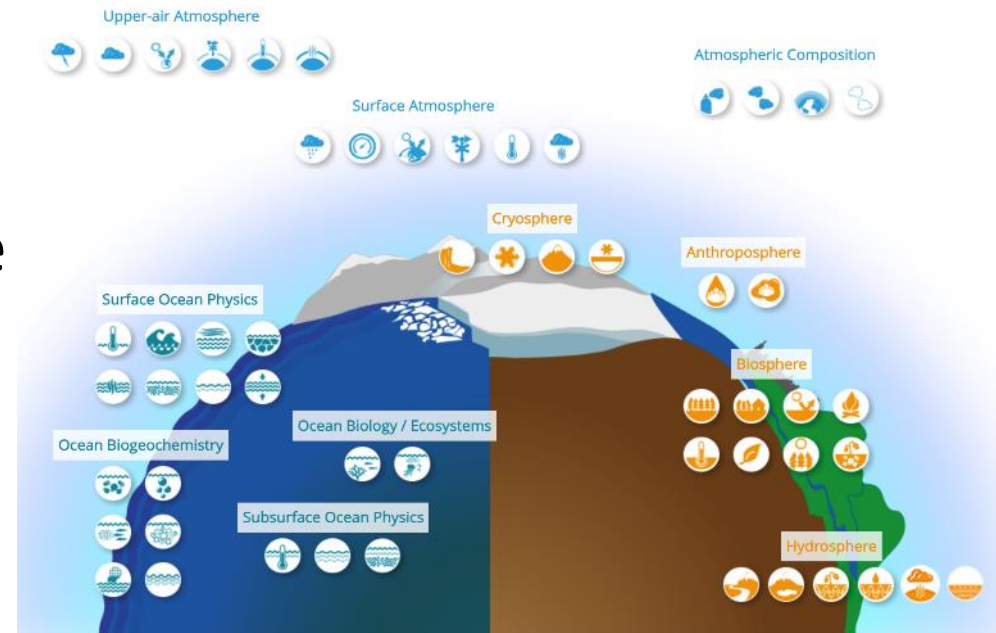 Upper-air Atmosphere
Atmospheric Composition
Surface Atmosphere
Cryosphere
e
Anthroposphere
Surface Ocean Physics
Biosphere
Ocean Biology / Ecosystems
Ocean Biogeochemistry
Subsurface Ocean Physics
Hydrosphere